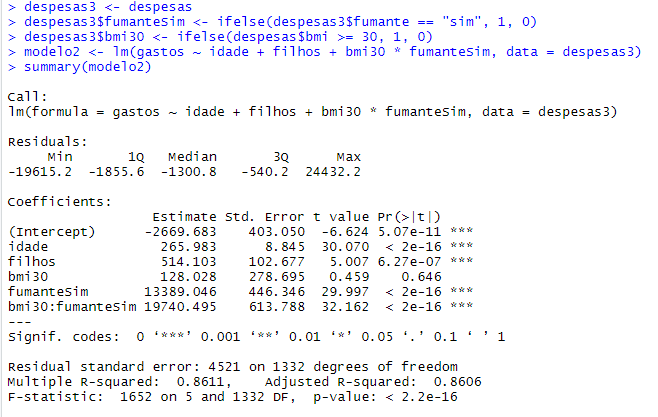 > despesas3 <- despesas
> despesas3$fumanteSim <- ifelse(despesas3$fumante == "sim", 1, 0)
> despesas3$bmi30 <- ifelse(despesas$bmi >= 30, 1, 0)
> modelo2 <- lm(gastos ~ idade + filhos + bmi30 * fumanteSim, data = despesas3)
> summary(modelo2)

Call:
lm(formula = gastos ~ idade + filhos + bmi30 * fumanteSim, data = despesas3)

Residuals:
     Min       1Q   Median       3Q      Max
-19615.2  -1855.6  -1300.8   -540.2  24432.2

Coefficients:
                  Estimate Std. Error t value Pr(>|t|)
(Intercept)      -2669.683    403.050  -6.624 5.07e-11 ***
idade              265.983      8.845  30.070  < 2e-16 ***
filhos             514.103    102.677   5.007 6.27e-07 ***
bmi30              128.028    278.695   0.459    0.646
fumanteSim       13389.046    446.346  29.997  < 2e-16 ***
bmi30:fumanteSim 19740.495    613.788  32.162  < 2e-16 ***
---
Signif. codes:  0 ‘***’ 0.001 ‘**’ 0.01 ‘*’ 0.05 ‘.’ 0.1 ‘ ’ 1

Residual standard error: 4521 on 1332 degrees of freedom
Multiple R-squared:  0.8611,    Adjusted R-squared:  0.8606
F-statistic:  1652 on 5 and 1332 DF,  p-value: < 2.2e-16